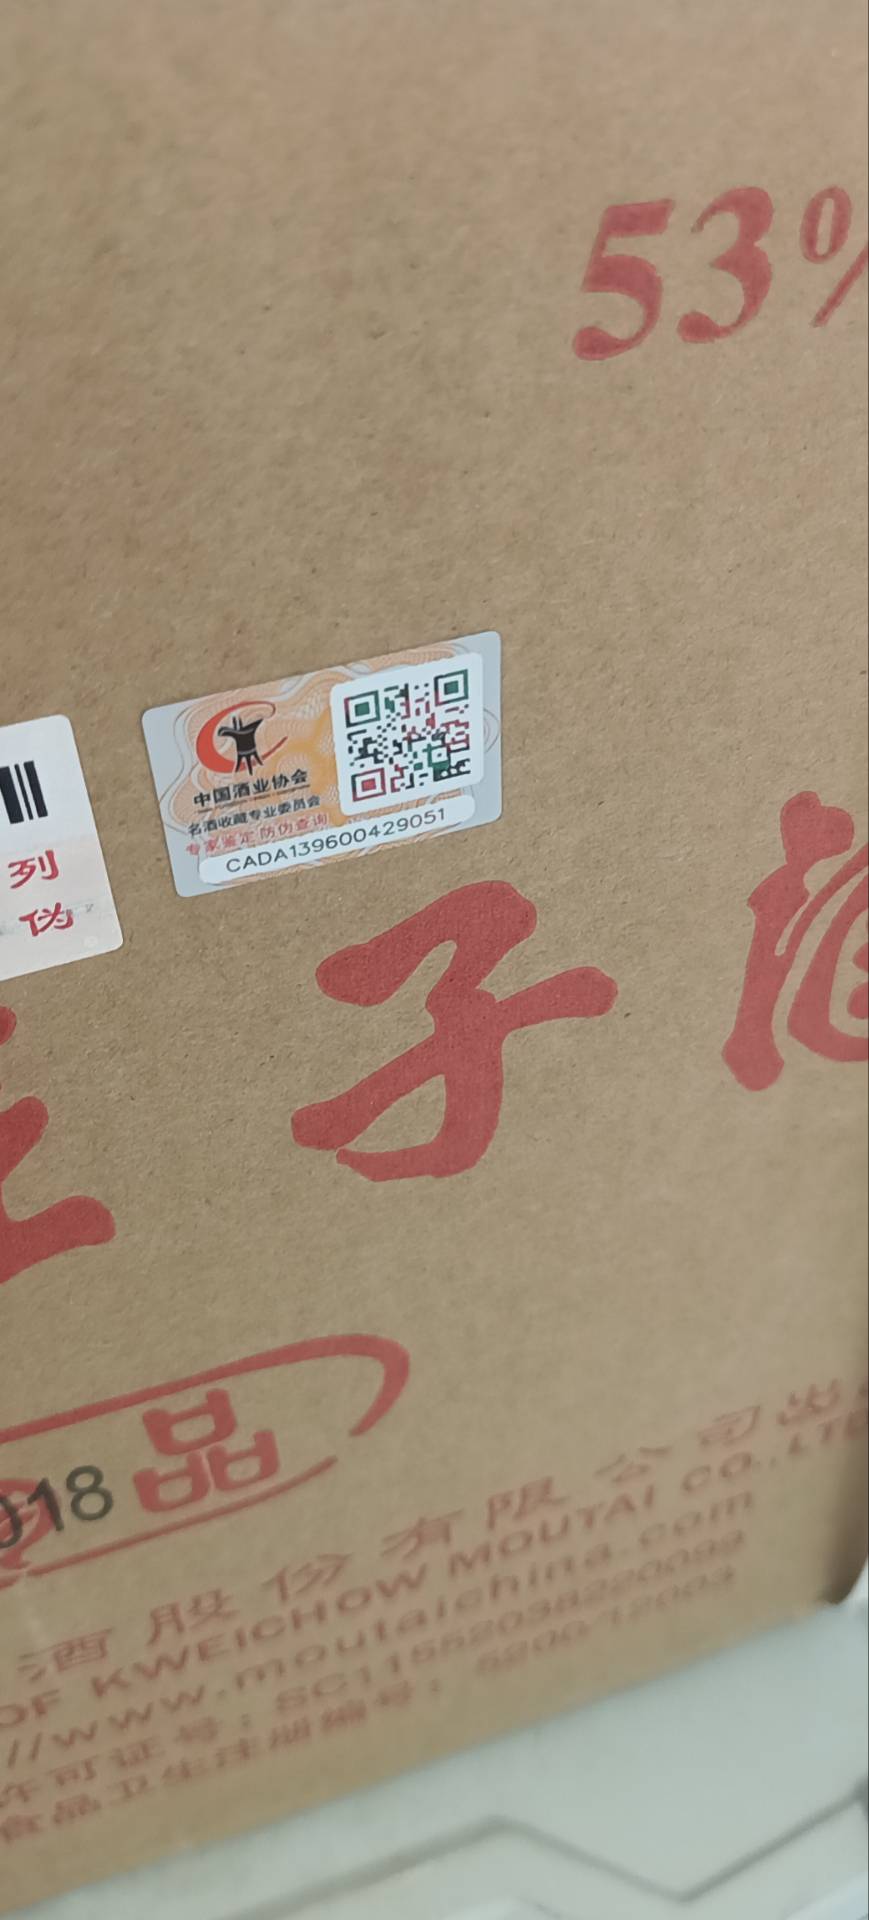 53%
中国酒业协会
名酒收藏专业委员会
专家鉴定 防伪查询
CADA139600429051
列
伪
子
品
018
酒股份有限公司出
OF KWEICHOW MOUTAI CO.,LTD
//www.moutaichina.com
许可证号:SC11552038220099
食品卫生注册编号:5200/12003